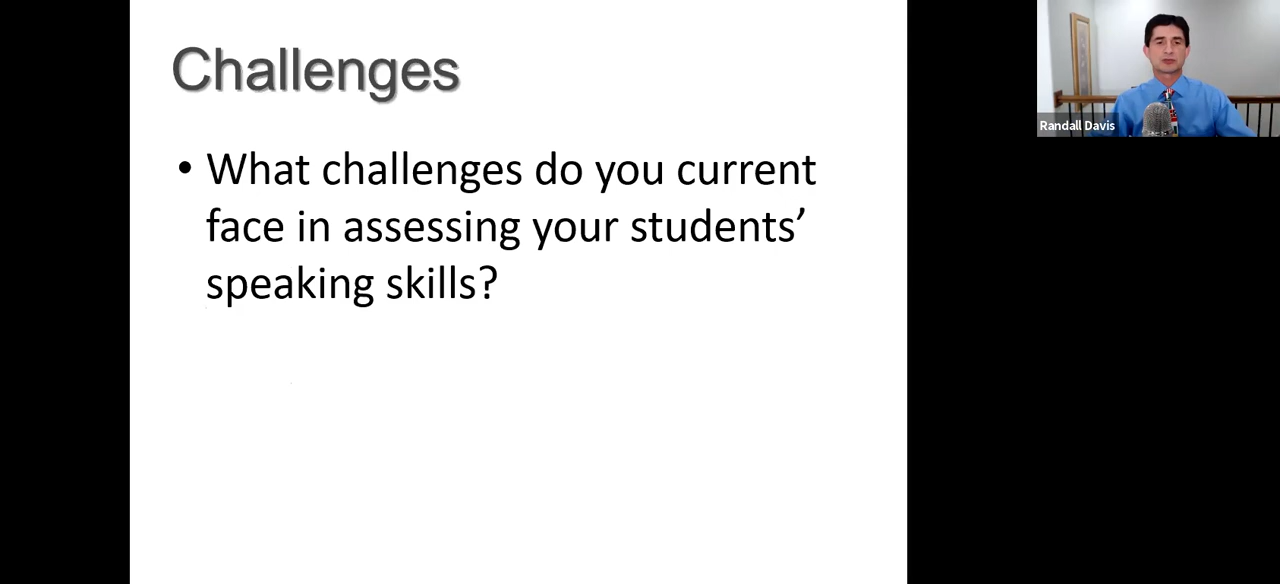 Challenges
• What challenges do you current
face in assessing your students’
speaking skills?
Randall Davis